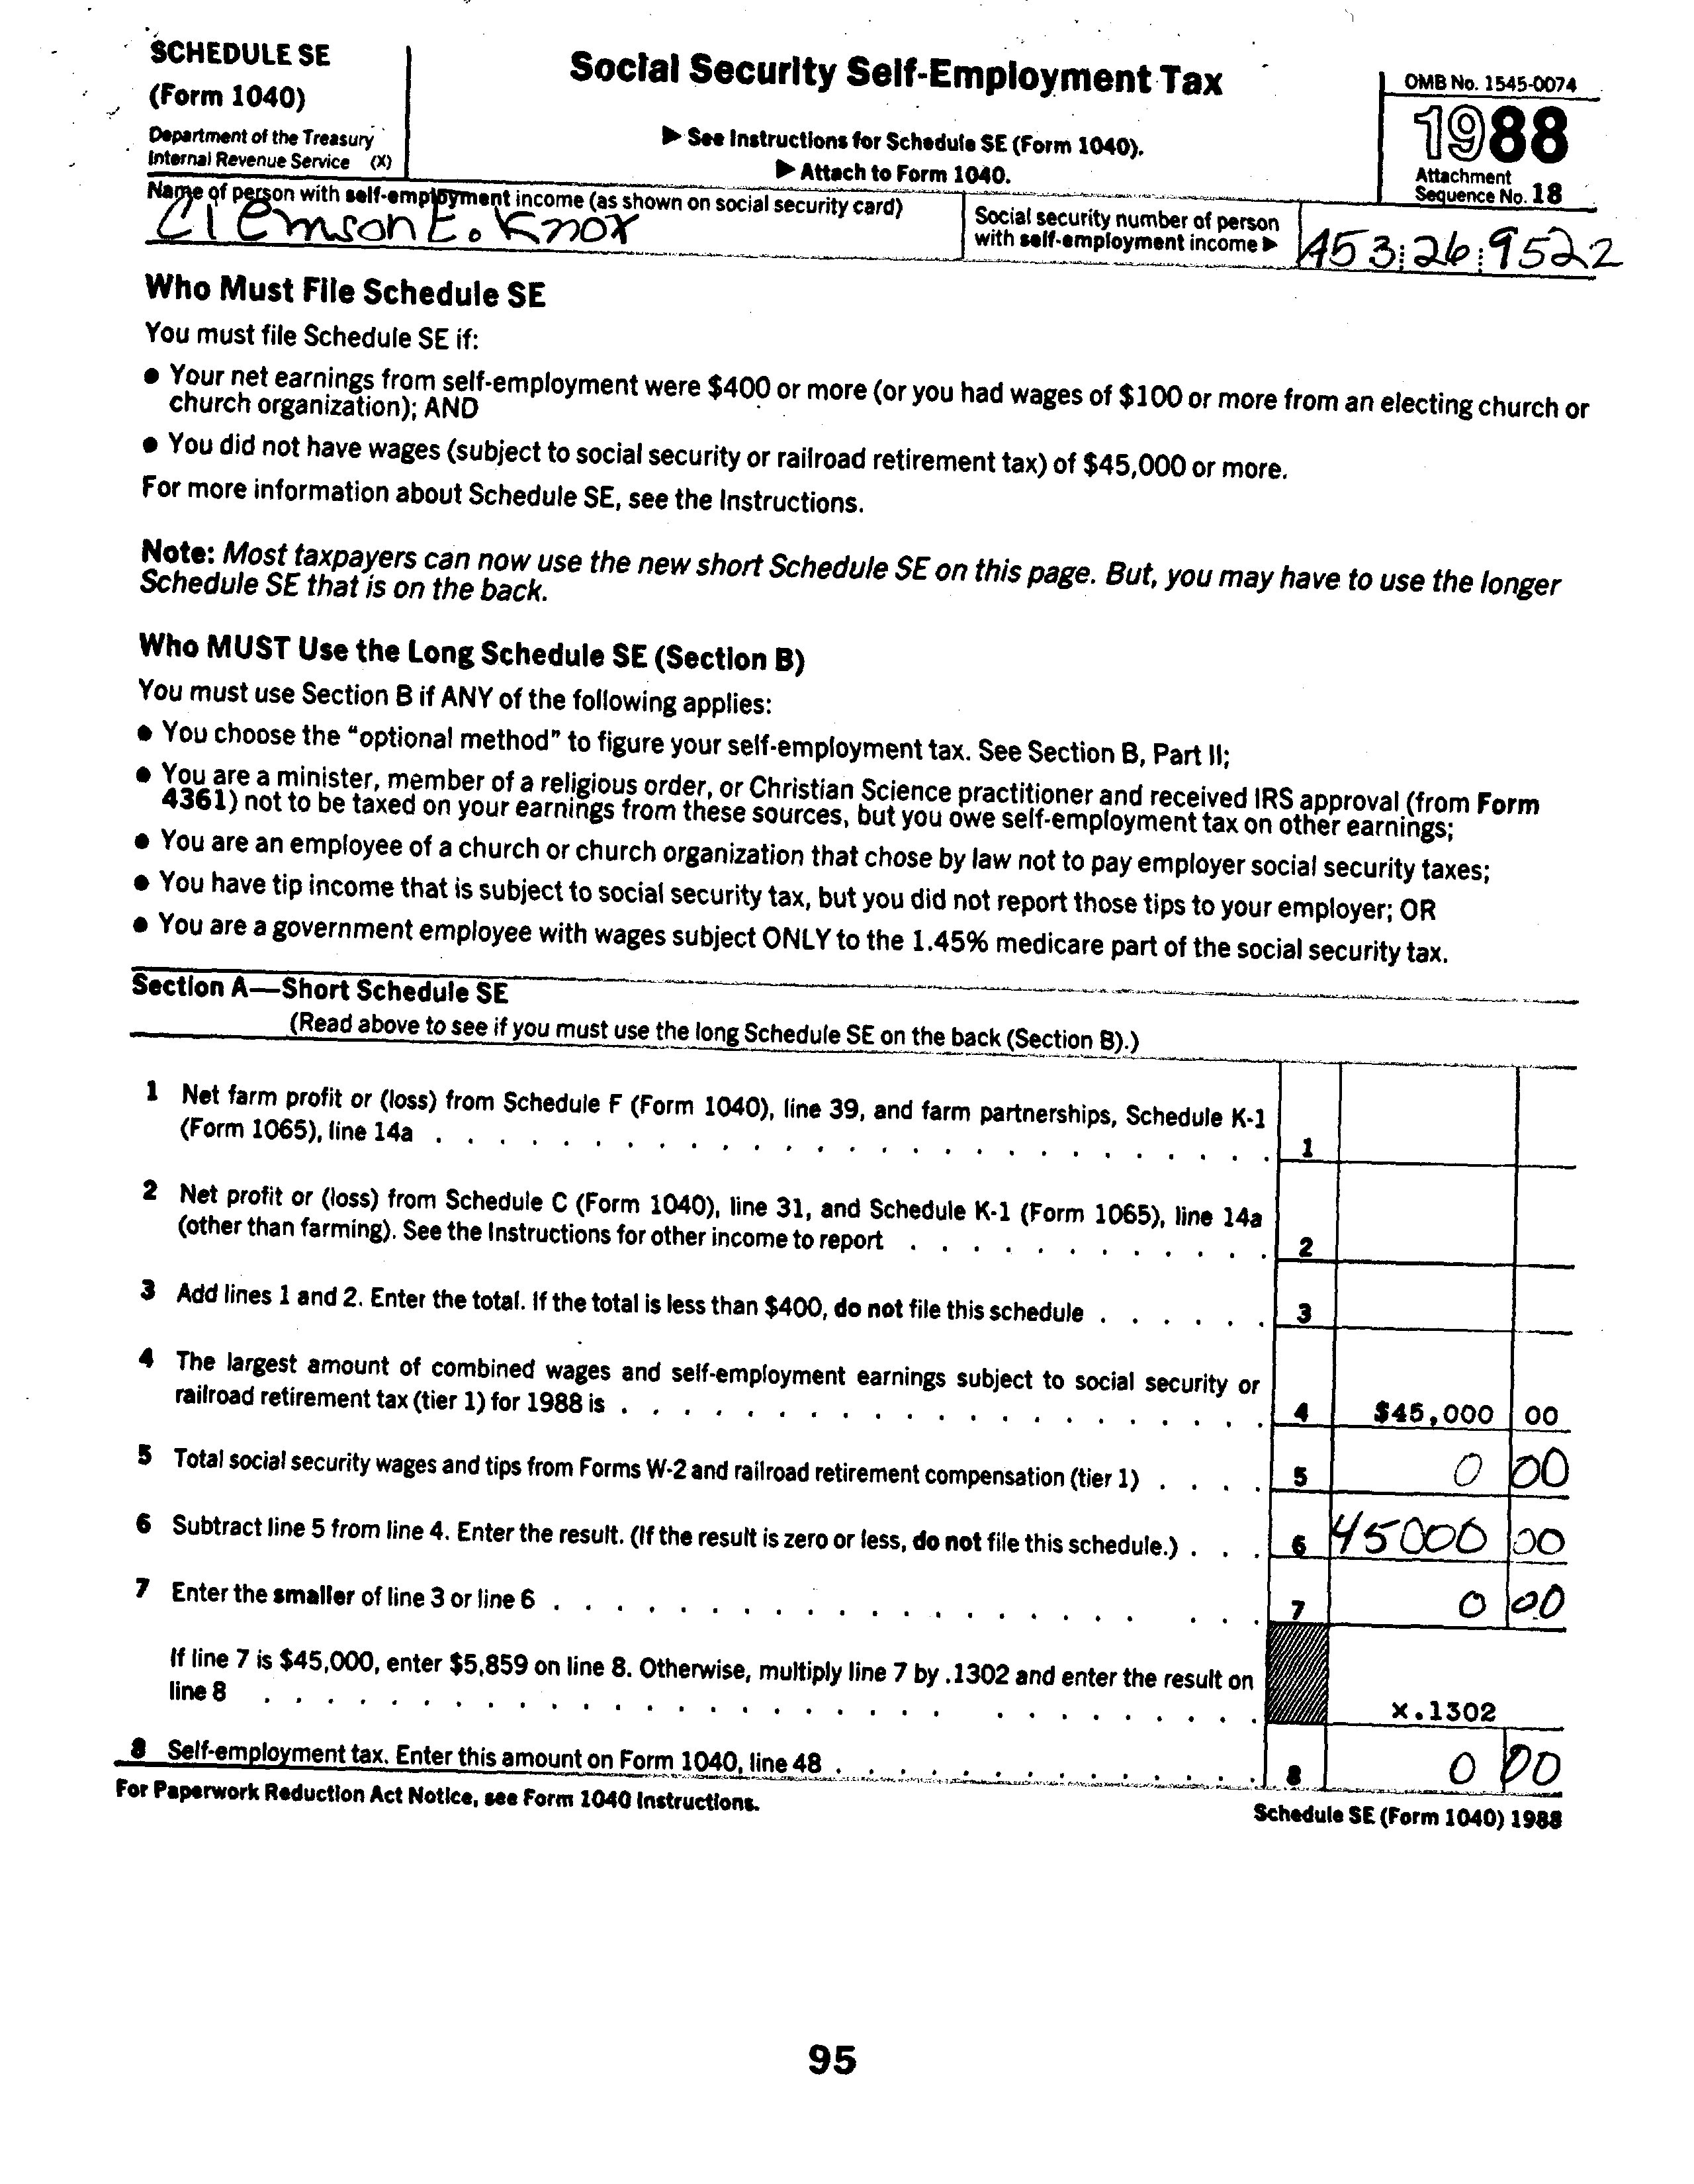 SCHEDULE SE
(Form 1040)
Department of the Treasury
Internal Revenue Service (X)
Social Security Self-Employment Tax
▶ See Instructions for Schedule SE (Form 1040).
▶ Attach to Form 1040.
OMB No. 1545-0074
1988
Attachment
Sequence No. 18
Name of person with self-employment income (as shown on social security card)
Clemson E. Knox
Social security number of person
with self-employment income ▶
453 26 9522
Who Must File Schedule SE
You must file Schedule SE if:
● Your net earnings from self-employment were $400 or more (or you had wages of $100 or more from an electing church or
church organization); AND
● You did not have wages (subject to social security or railroad retirement tax) of $45,000 or more.
For more information about Schedule SE, see the Instructions.
Note: Most taxpayers can now use the new short Schedule SE on this page. But, you may have to use the longer
Schedule SE that is on the back.
Who MUST Use the Long Schedule SE (Section B)
You must use Section B if ANY of the following applies:
● You choose the "optional method" to figure your self-employment tax. See Section B, Part II;
● You are a minister, member of a religious order, or Christian Science practitioner and received IRS approval (from Form
4361) not to be taxed on your earnings from these sources, but you owe self-employment tax on other earnings;
● You are an employee of a church or church organization that chose by law not to pay employer social security taxes;
● You have tip income that is subject to social security tax, but you did not report those tips to your employer; OR
● You are a government employee with wages subject ONLY to the 1.45% medicare part of the social security tax.
Section A—Short Schedule SE
(Read above to see if you must use the long Schedule SE on the back (Section B).)
1 Net farm profit or (loss) from Schedule F (Form 1040), line 39, and farm partnerships, Schedule K-1
(Form 1065), line 14a . . . . . . . . . . . . . . . . . . . . . . . . . . 1
2 Net profit or (loss) from Schedule C (Form 1040), line 31, and Schedule K-1 (Form 1065), line 14a
(other than farming). See the Instructions for other income to report . . . . . . . . . . . . 2
3 Add lines 1 and 2. Enter the total. If the total is less than $400, do not file this schedule . . . . . . 3
4 The largest amount of combined wages and self-employment earnings subject to social security or
railroad retirement tax (tier 1) for 1988 is . . . . . . . . . . . . . . . . . . . . . 4 $45,000 00
5 Total social security wages and tips from Forms W-2 and railroad retirement compensation (tier 1) . . . . 5 0 00
6 Subtract line 5 from line 4. Enter the result. (If the result is zero or less, do not file this schedule.) . . . 6 45000 00
7 Enter the smaller of line 3 or line 6 . . . . . . . . . . . . . . . . . . . . . . 7 0 00
If line 7 is $45,000, enter $5,859 on line 8. Otherwise, multiply line 7 by .1302 and enter the result on
line 8 . . . . . . . . . . . . . . . . . . . . . . . . . . . . . . . x.1302
8 Self-employment tax. Enter this amount on Form 1040, line 48 . . . . . . . . . . . . . . 8 0 00
For Paperwork Reduction Act Notice, see Form 1040 Instructions.
Schedule SE (Form 1040) 1988
95